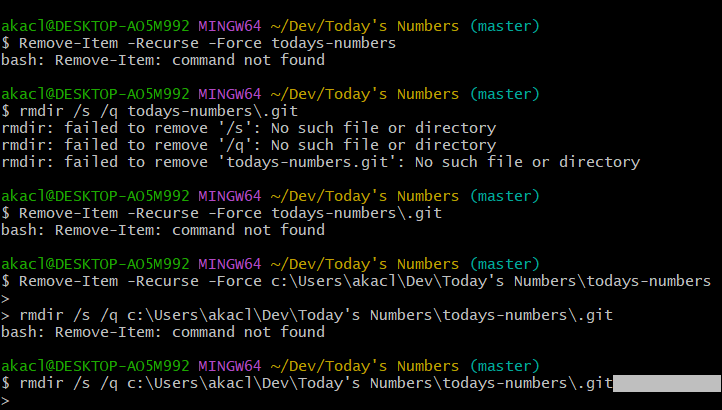 akacl@DESKTOP-AO5M992 MINGW64 ~/Dev/Today's Numbers (master)
$ Remove-Item -Recurse -Force todays-numbers
bash: Remove-Item: command not found
akacl@DESKTOP-AO5M992 MINGW64 ~/Dev/Today's Numbers (master)
$ rmdir /s /q todays-numbers\.git
rmdir: failed to remove '/s': No such file or directory
rmdir: failed to remove '/q': No such file or directory
rmdir: failed to remove 'todays-numbers.git': No such file or directory
akacl@DESKTOP-AO5M992 MINGW64 ~/Dev/Today's Numbers (master)
$ Remove-Item -Recurse -Force todays-numbers\.git
bash: Remove-Item: command not found
akacl@DESKTOP-AO5M992 MINGW64 ~/Dev/Today's Numbers (master)
$ Remove-Item -Recurse -Force c:\Users\akacl\Dev\Today's Numbers\todays-numbers
>
> rmdir /s /q c:\Users\akacl\Dev\Today's Numbers\todays-numbers\.git
bash: Remove-Item: command not found
akacl@DESKTOP-AO5M992 MINGW64 ~/Dev/Today's Numbers (master)
$ rmdir /s /q c:\Users\akacl\Dev\Today's Numbers\todays-numbers\.git
>